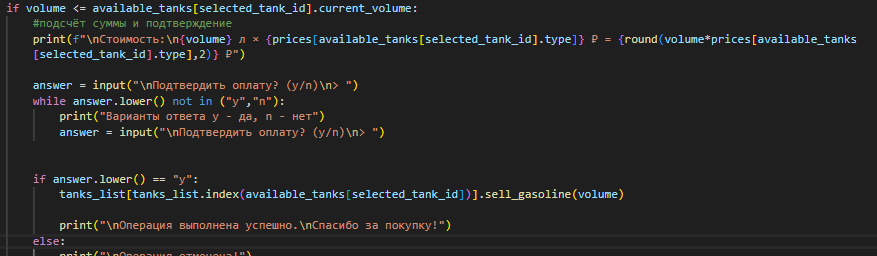 if volume <= available_tanks[selected_tank_id].current_volume:
#подсчёт суммы и подтверждение
print(f"\nСтоимость:\n{volume} л × {prices[available_tanks[selected_tank_id].type]} ₽ = {round(volume*prices[available_tanks
[selected_tank_id].type],2)} ₽")
answer = input("\nПодтвердить оплату? (y/n)\n> ")
while answer.lower() not in ("y","n"):
print("Варианты ответа y - да, n - нет")
answer = input("\nПодтвердить оплату? (y/n)\n> ")
if answer.lower() == "y":
tanks_list[tanks_list.index(available_tanks[selected_tank_id])].sell_gasoline(volume)
print("\nОперация выполнена успешно.\nСпасибо за покупку!")
else:
print("\nОперация отменена!")